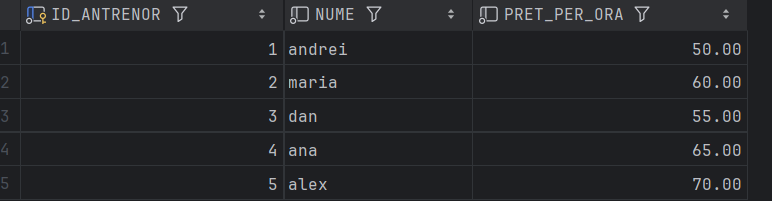 ID_ANTRENOR NUME PRET_PER_ORA
1 1 andrei 50.00
2 2 maria 60.00
3 3 dan 55.00
4 4 ana 65.00
5 5 alex 70.00